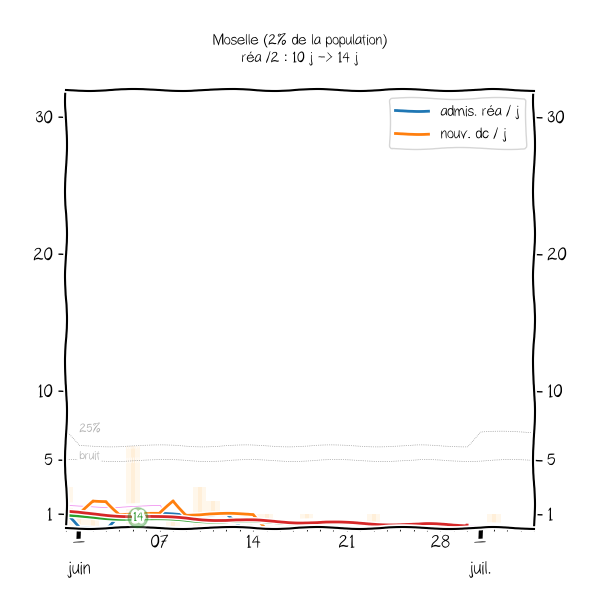 Moselle (2% de la population)
réa /2 : 10 j -> 14 j
admis. réa / j
nouv. dc / j
30
30
20
20
10
10
25%
5
bruit
5
1
14
1
07
14
21
28
juin
juil.